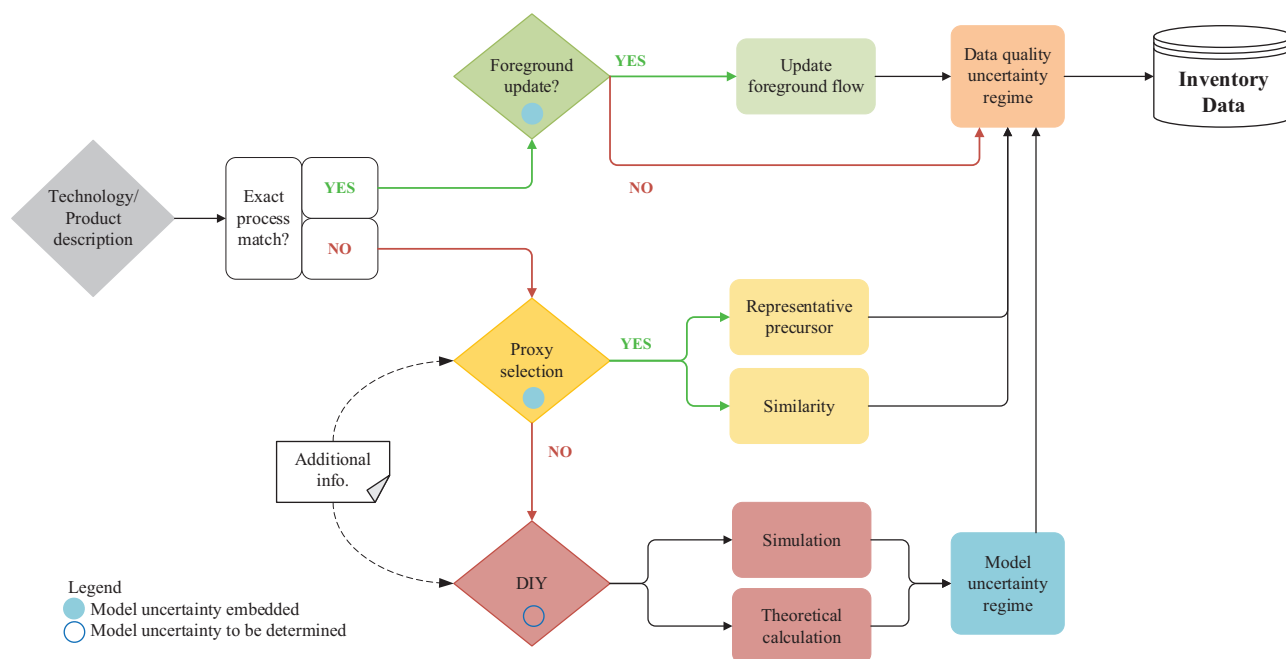 Foreground
update?
YES
Update
foreground flow
Data quality
uncertainty
regime
Inventory
Data
NO
Technology/
Product
description
Exact
process
match?
YES
NO
Proxy
selection
YES
Representative
precursor
Similarity
NO
Additional
info.
DIY
Simulation
Theoretical
calculation
Model
uncertainty
regime
Legend
Model uncertainty embedded
Model uncertainty to be determined